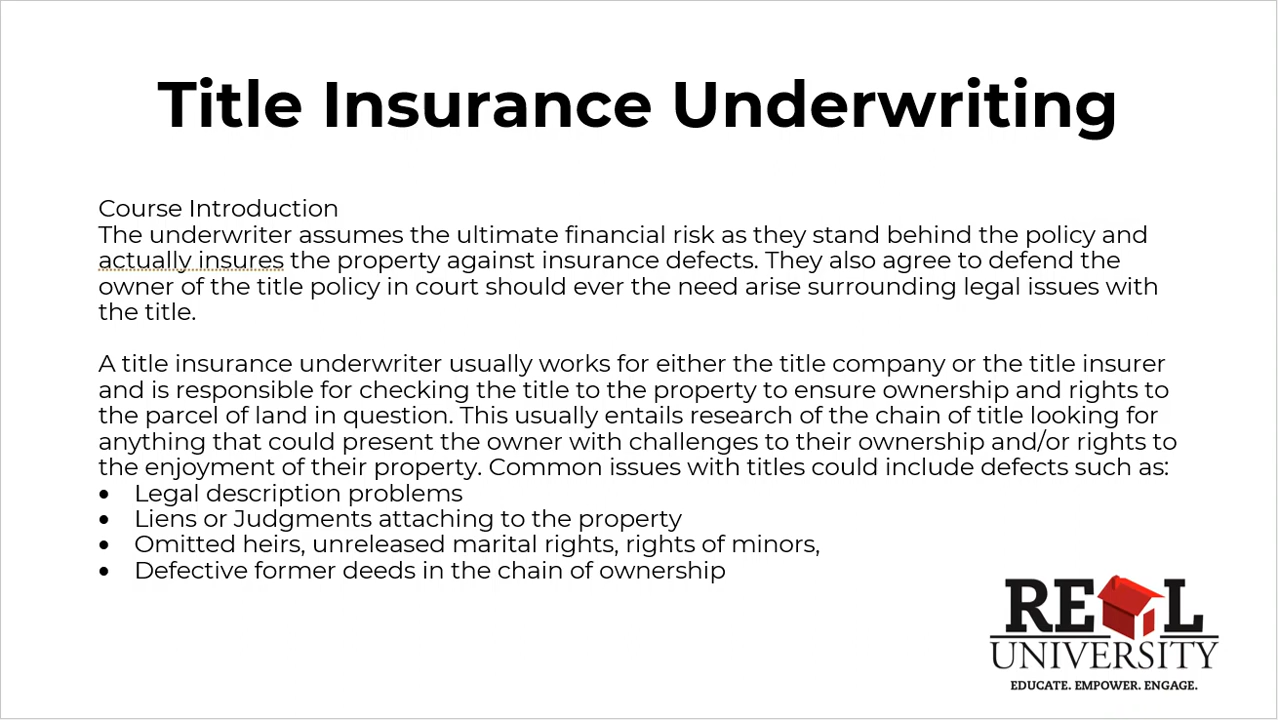 Title Insurance Underwriting
Course Introduction
The underwriter assumes the ultimate financial risk as they stand behind the policy and
actually insures the property against insurance defects. They also agree to defend the
owner of the title policy in court should ever the need arise surrounding legal issues with
the title.
A title insurance underwriter usually works for either the title company or the title insurer
and is responsible for checking the title to the property to ensure ownership and rights to
the parcel of land in question. This usually entails research of the chain of title looking for
anything that could present the owner with challenges to their ownership and/or rights to
the enjoyment of their property. Common issues with titles could include defects such as:
• Legal description problems
• Liens or Judgments attaching to the property
• Omitted heirs, unreleased marital rights, rights of minors,
• Defective former deeds in the chain of ownership
REAL
UNIVERSITY
EDUCATE. EMPOWER. ENGAGE.